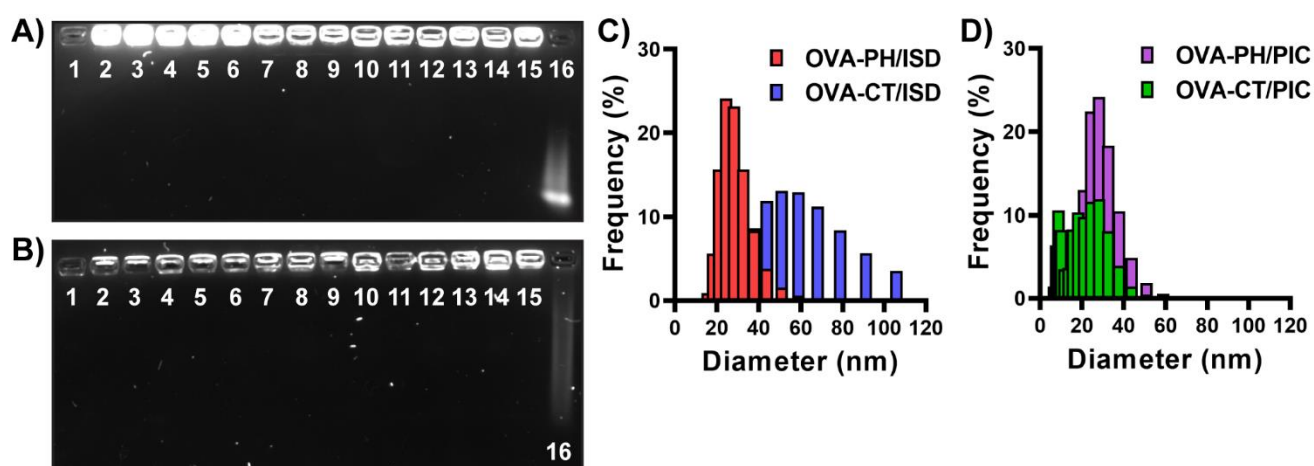 A)
1 2 3 4 5 6 7 8 9 10 11 12 13 14 15 16
B)
1 2 3 4 5 6 7 8 9 10 11 12 13 14 15
16
C)
OVA-PH/ISD
OVA-CT/ISD
Frequency (%)
30
20
10
0
0 20 40 60 80 100 120
Diameter (nm)
D)
OVA-PH/PIC
OVA-CT/PIC
Frequency (%)
30
20
10
0
0 20 40 60 80 100 120
Diameter (nm)